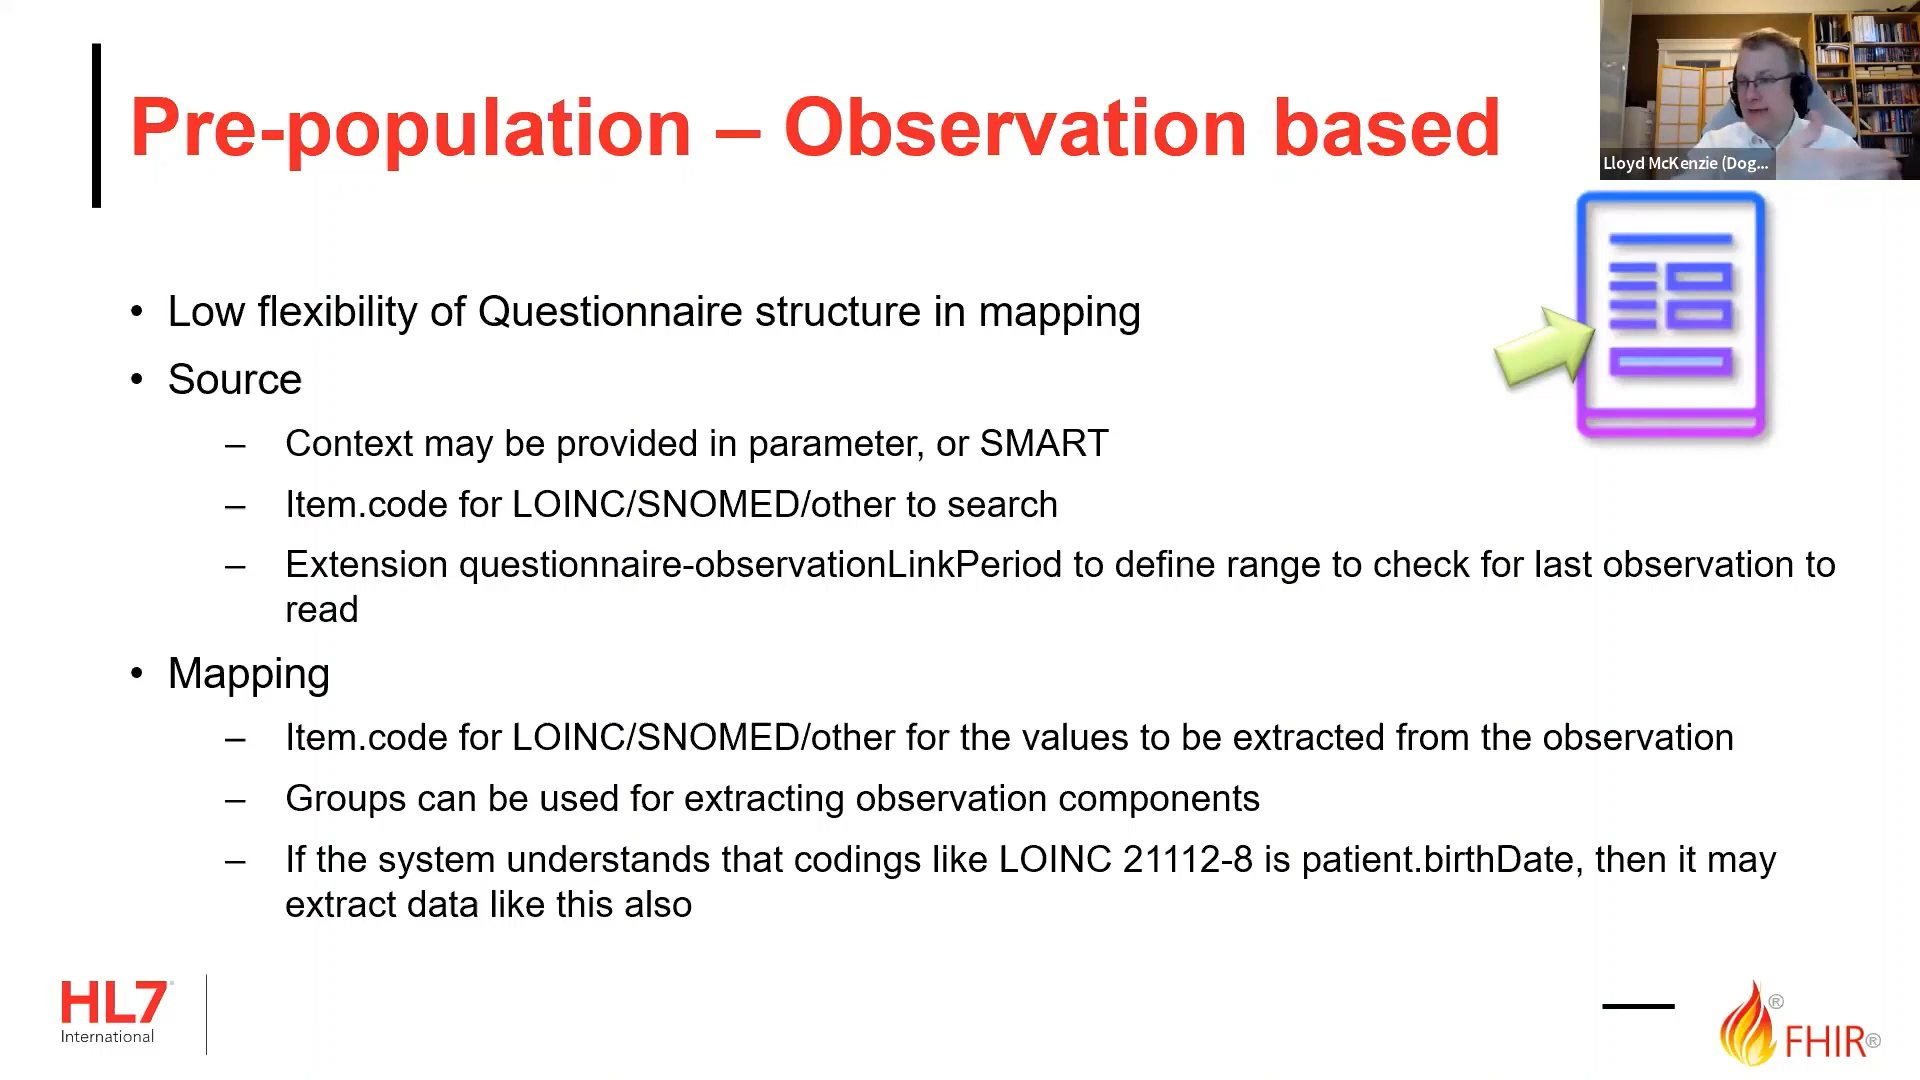 Pre-population – Observation based
Lloyd McKenzie (Dog...
• Low flexibility of Questionnaire structure in mapping
• Source
– Context may be provided in parameter, or SMART
– Item.code for LOINC/SNOMED/other to search
– Extension questionnaire-observationLinkPeriod to define range to check for last observation to
read
• Mapping
– Item.code for LOINC/SNOMED/other for the values to be extracted from the observation
– Groups can be used for extracting observation components
– If the system understands that codings like LOINC 21112-8 is patient.birthDate, then it may
extract data like this also
HL7
International
® FHIR®